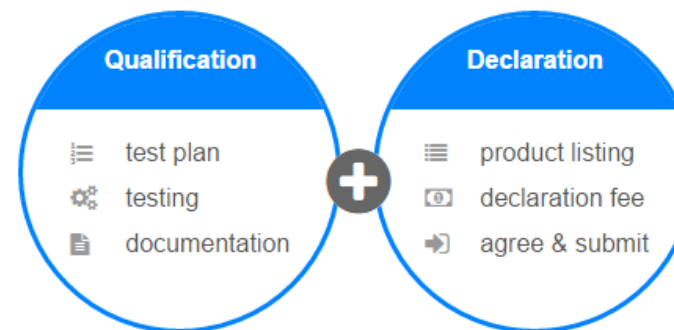 Qualification
test plan
testing
documentation
Declaration
product listing
declaration fee
agree & submit